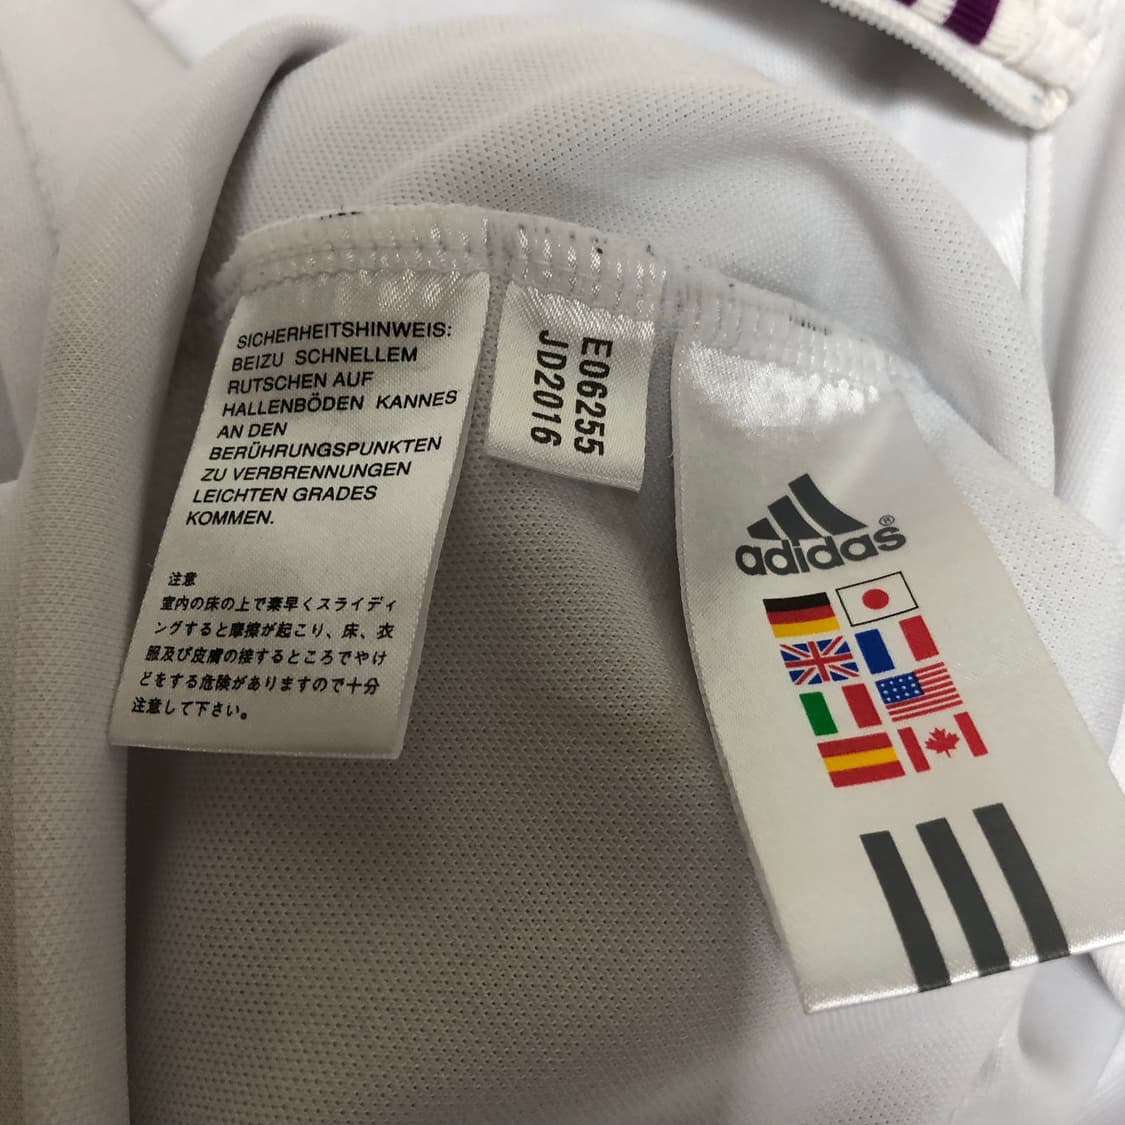 SICHERHEITSHINWEIS:
BEIZU SCHNELLEM
RUTSCHEN AUF
HALLENBÖDEN KANNES
AN DEN
BERÜHRUNGSPUNKTEN
ZU VERBRENNUNGEN
LEICHTEN GRADES
KOMMEN.
注意
室内の床の上で素早くスライディ
ングすると摩擦が起こり、床、衣
服及び皮膚の接するところでやけ
どをする危険がありますので十分
注意して下さい。
E06255
JD2016
adidas®